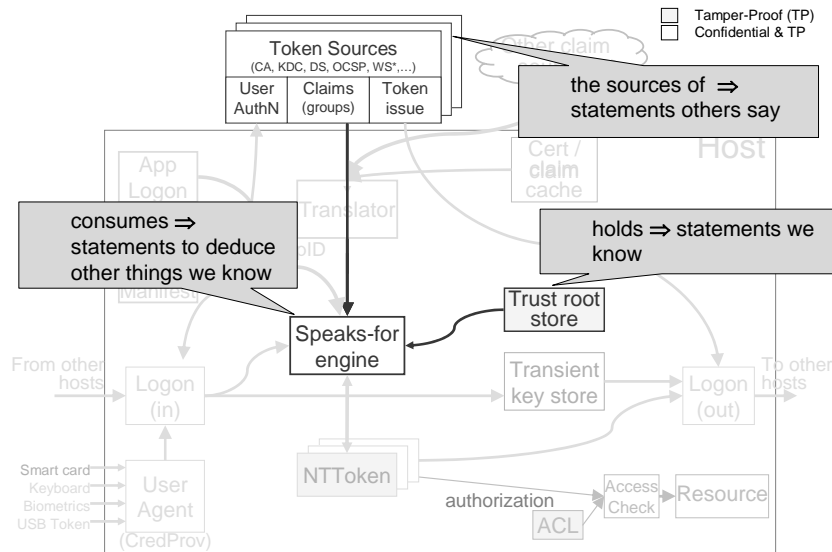 Tamper-Proof (TP)
Confidential & TP
Token Sources
(CA, KDC, DS, OCSP, WS*,…)
User
AuthN
Claims
(groups)
Token
issue
Other claim
the sources of ⇒
statements others say
Host
App
Logon
Translator
Cert /
claim
cache
consumes ⇒
statements to deduce
other things we know
pID
Manifest
holds ⇒ statements we
know
Trust root
store
Speaks-for
engine
From other
hosts
Logon
(in)
Transient
key store
Logon
(out)
To other
hosts
Smart card
Keyboard
Biometrics
USB Token
User
Agent
(CredProv)
NTToken
authorization
ACL
Access
Check
Resource